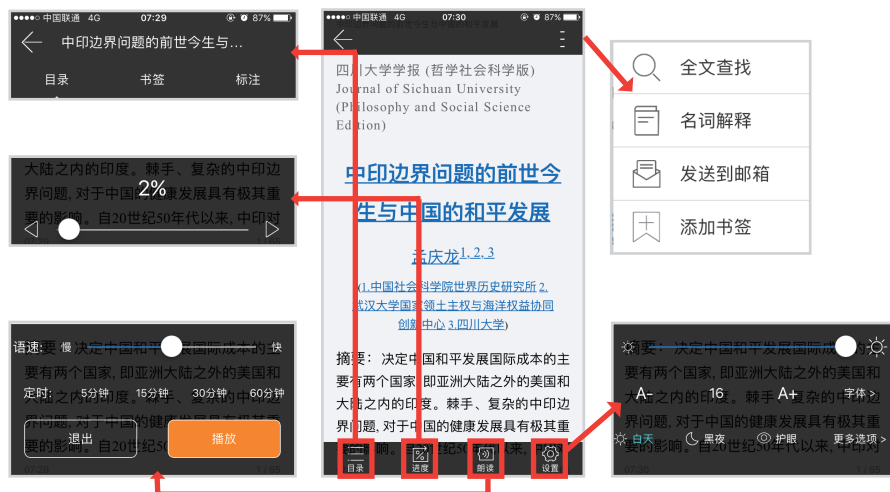 中国联通 4G 07:29 87%
中印边界问题的前世今生与...
目录 书签 标注
大陆之内的印度。棘手、复杂的中印边
界问题, 对于中国的健康发展具有极其重
要的影响。自20世纪50年代以来, 中印对
2%
07:29 1 / 65
语速: 慢 快
定时: 5分钟 15分钟 30分钟 60分钟
退出 播放
07:28 1 / 65
中国联通 4G 07:30 87%
四川大学学报 (哲学社会科学版)
Journal of Sichuan University
(Philosophy and Social Science
Edition)
中印边界问题的前世今
生与中国的和平发展
孟庆龙1, 2, 3
(1.中国社会科学院世界历史研究所 2.
武汉大学国家领土主权与海洋权益协同
创新中心 3.四川大学)
摘要: 决定中国和平发展国际成本的主
要有两个国家, 即亚洲大陆之外的美国和
大陆之内的印度。棘手、复杂的中印边
界问题, 对于中国的健康发展具有极其重
目录 进度 朗读 设置
全文查找
名词解释
发送到邮箱
添加书签
A- 16 A+ 字体 >
白天 黑夜 护眼 更多选项 >
07:30 1 / 65